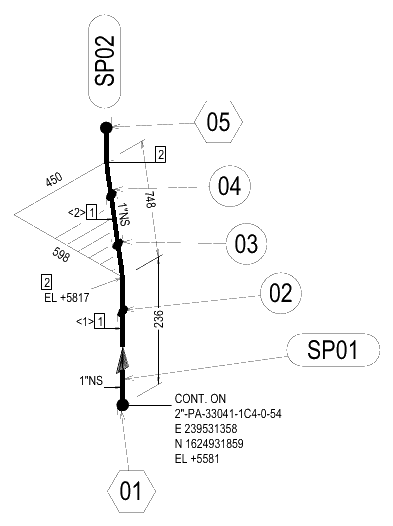 SP02
05
2
450
04
748
<2> 1
1"NS
598
03
2
EL +5817
02
<1> 1
236
SP01
1"NS
CONT. ON
2"-PA-33041-1C4-0-54
E 239531358
N 1624931859
EL +5581
01